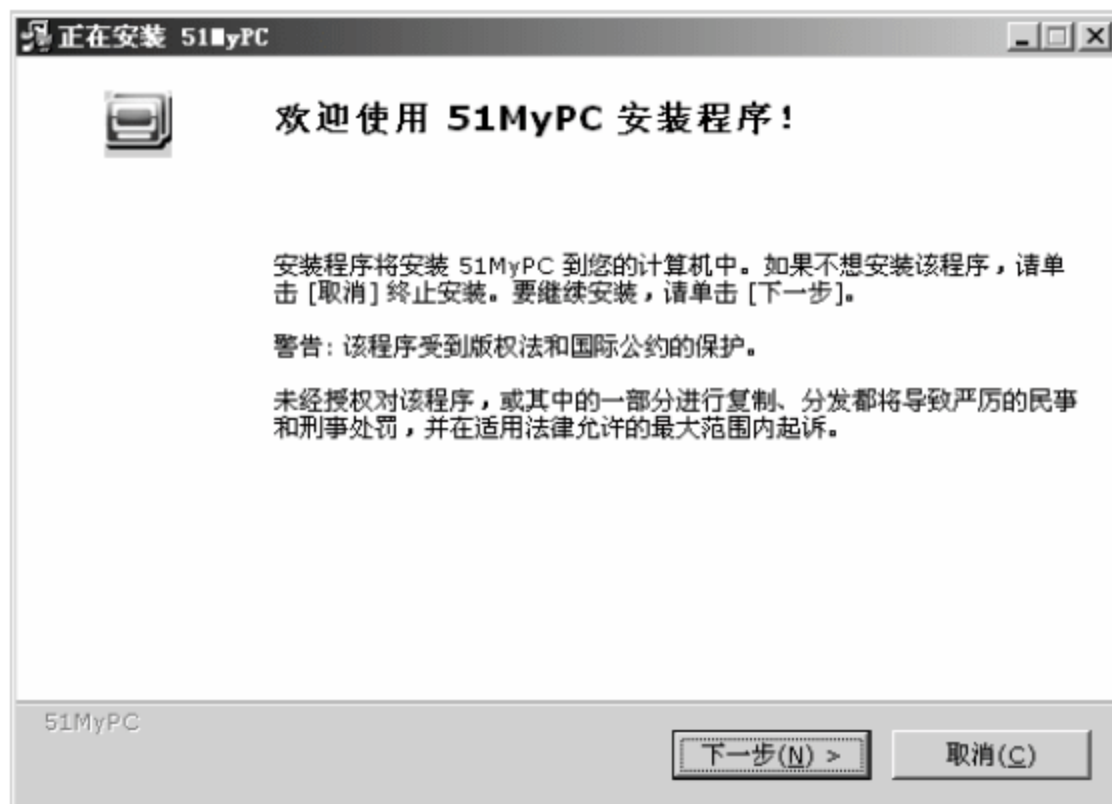 正在安装 51MyPC
欢迎使用 51MyPC 安装程序!
安装程序将安装 51MyPC 到您的计算机中。如果不想安装该程序,请单
击 [取消] 终止安装。要继续安装,请单击 [下一步]。
警告: 该程序受到版权法和国际公约的保护。
未经授权对该程序,或其中的一部分进行复制、分发都将导致严厉的民事
和刑事处罚,并在适用法律允许的最大范围内起诉。
51MyPC
下一步(N) >
取消(C)